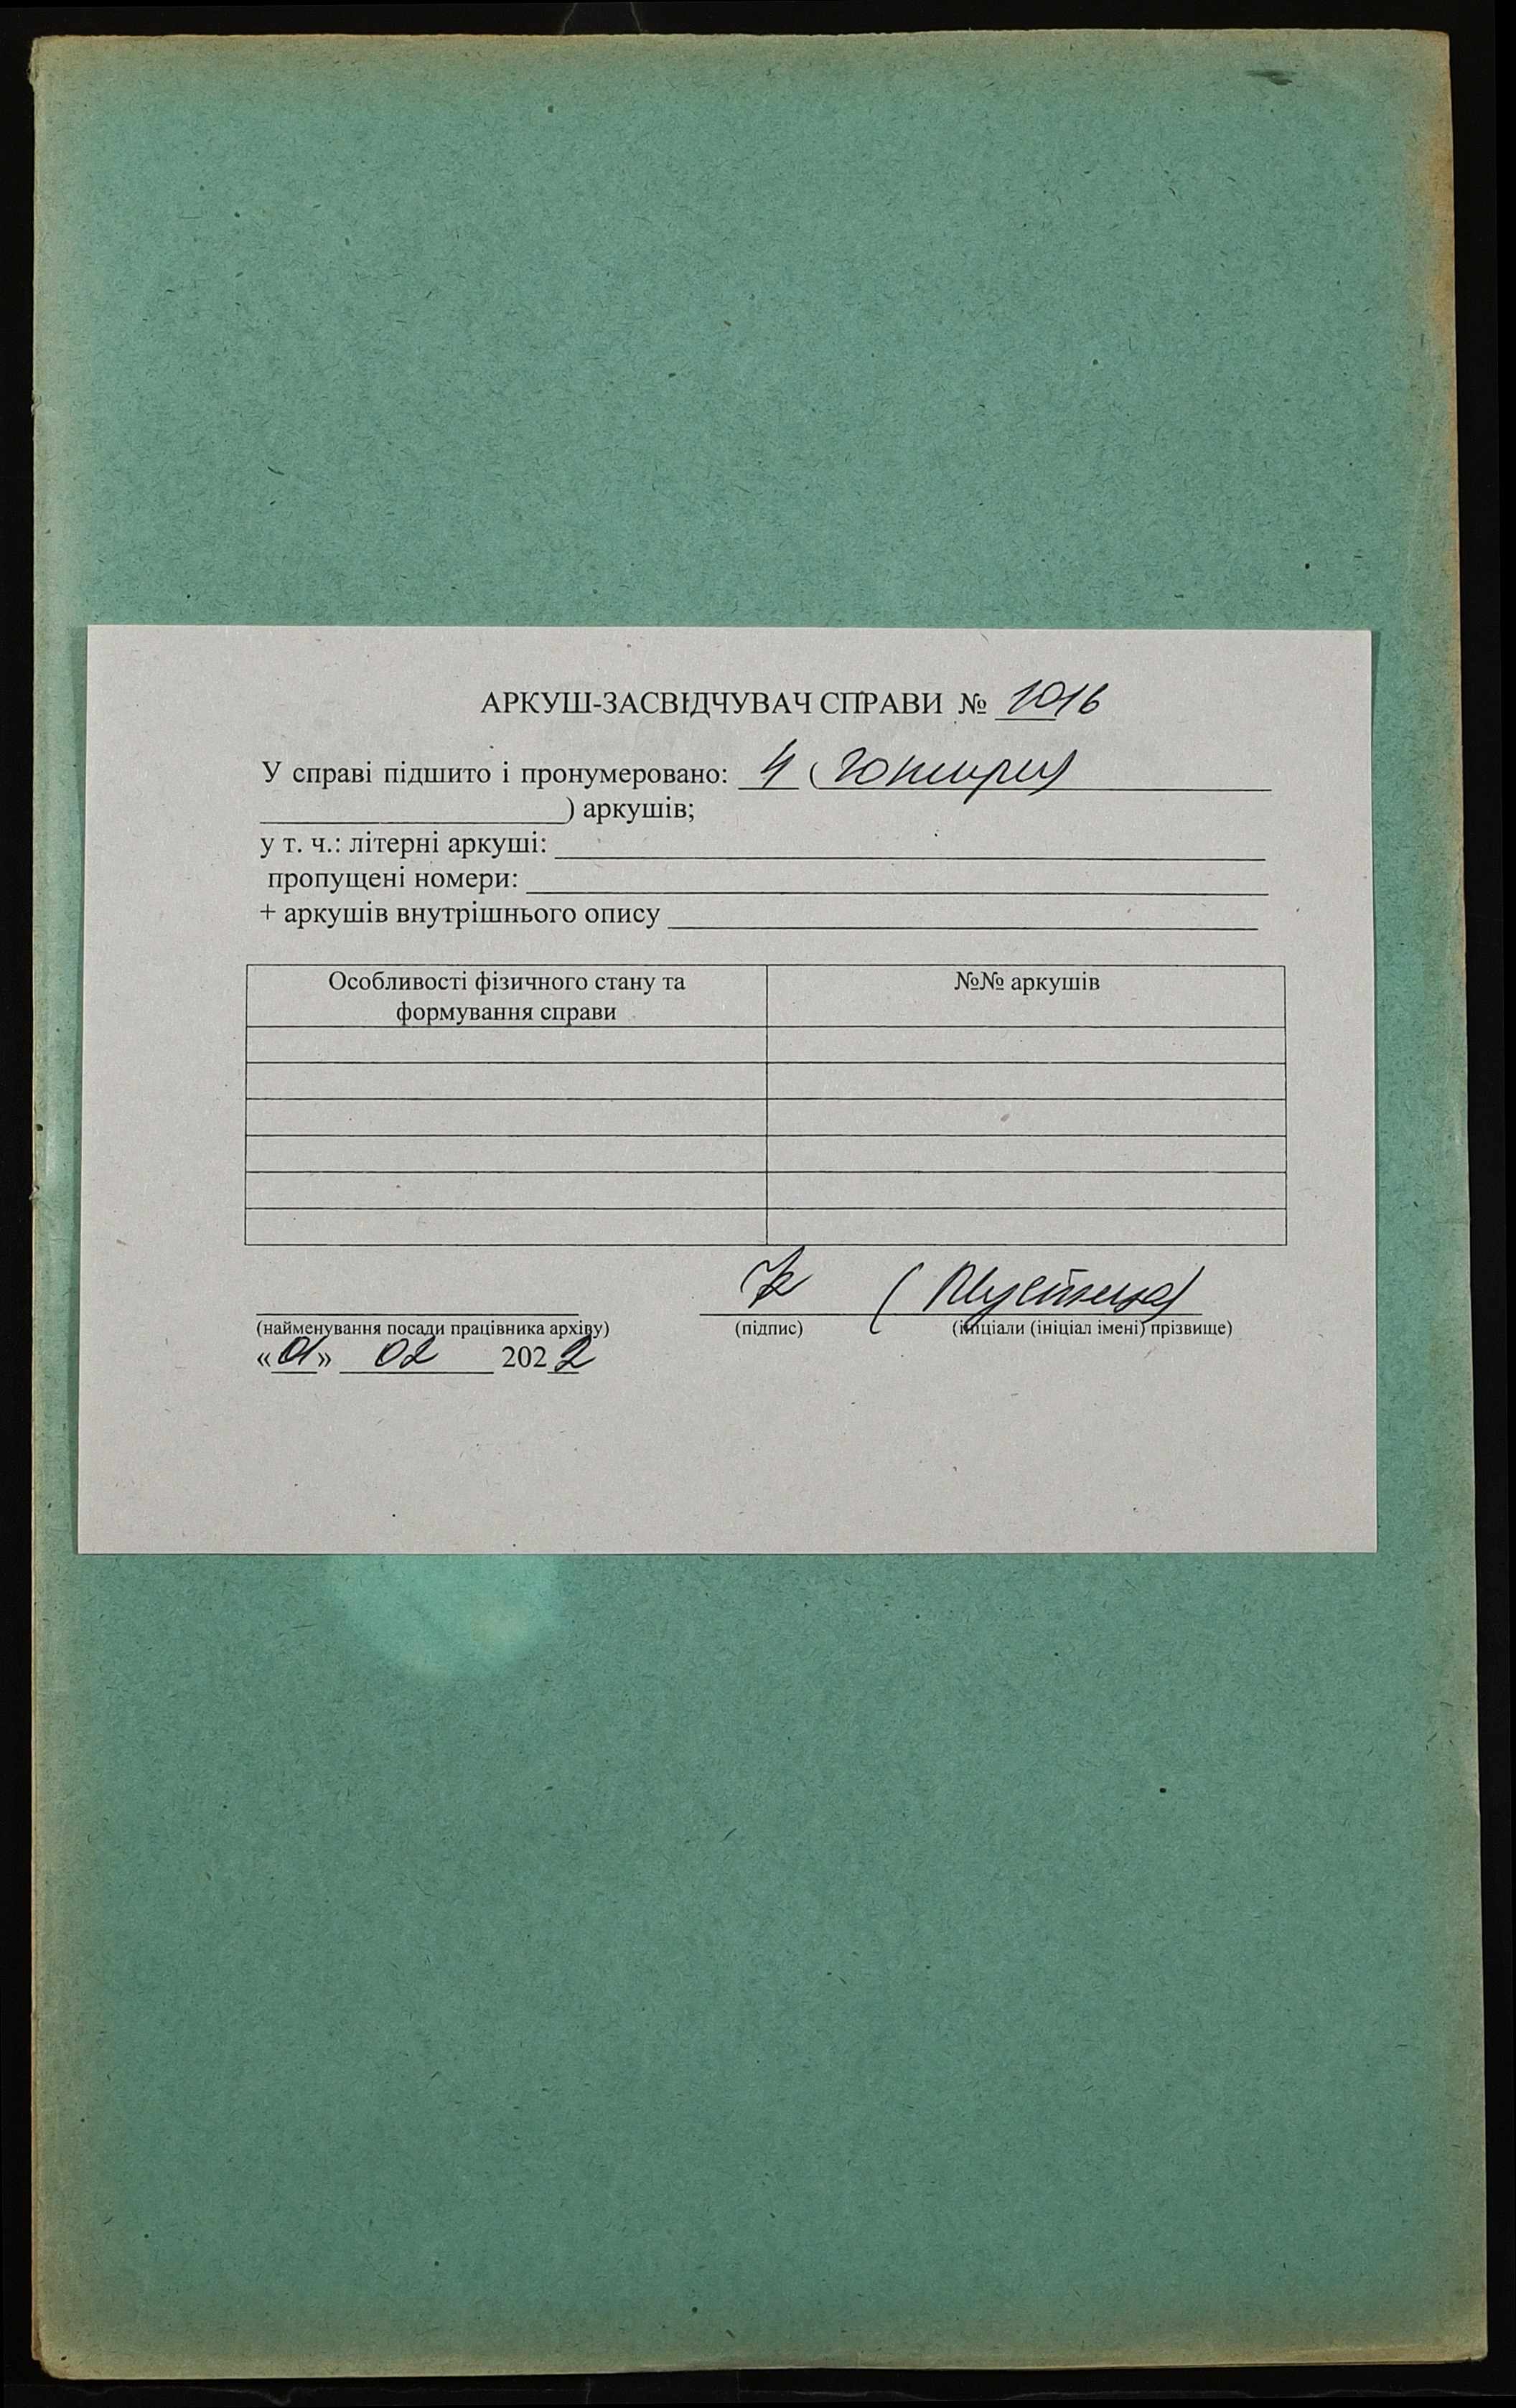 АРКУШ-ЗАСВІДЧУВАЧ СПРАВИ № 1016
У справі підшито і пронумеровано: 4 (чотири)
) аркушів;
у т. ч.: літерні аркуші:
пропущені номери:
+ аркушів внутрішнього опису
Особливості фізичного стану та
формування справи
№№ аркушів
(найменування посади працівника архіву)
(підпис)
(ініціали (ініціал імені) прізвище)
«01» 02 2022